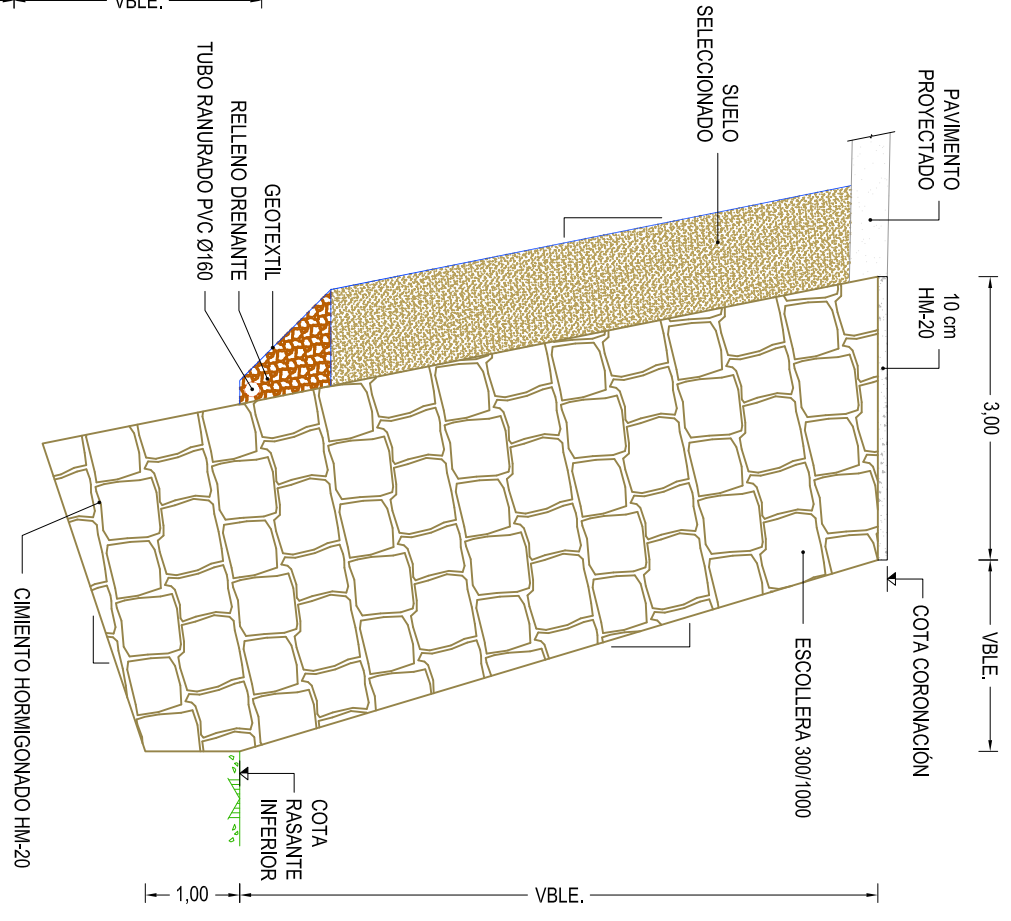 VBLE.
PAVIMENTO
PROYECTADO
SUELO
SELECCIONADO
TUBO RANURADO PVC Ø160
RELLENO DRENANTE
GEOTEXTIL
10 cm
HM-20
3,00
VBLE.
COTA CORONACIÓN
ESCOLLERA 300/1000
COTA
RASANTE
INFERIOR
CIMIENTO HORMIGONADO HM-20
1,00
VBLE.